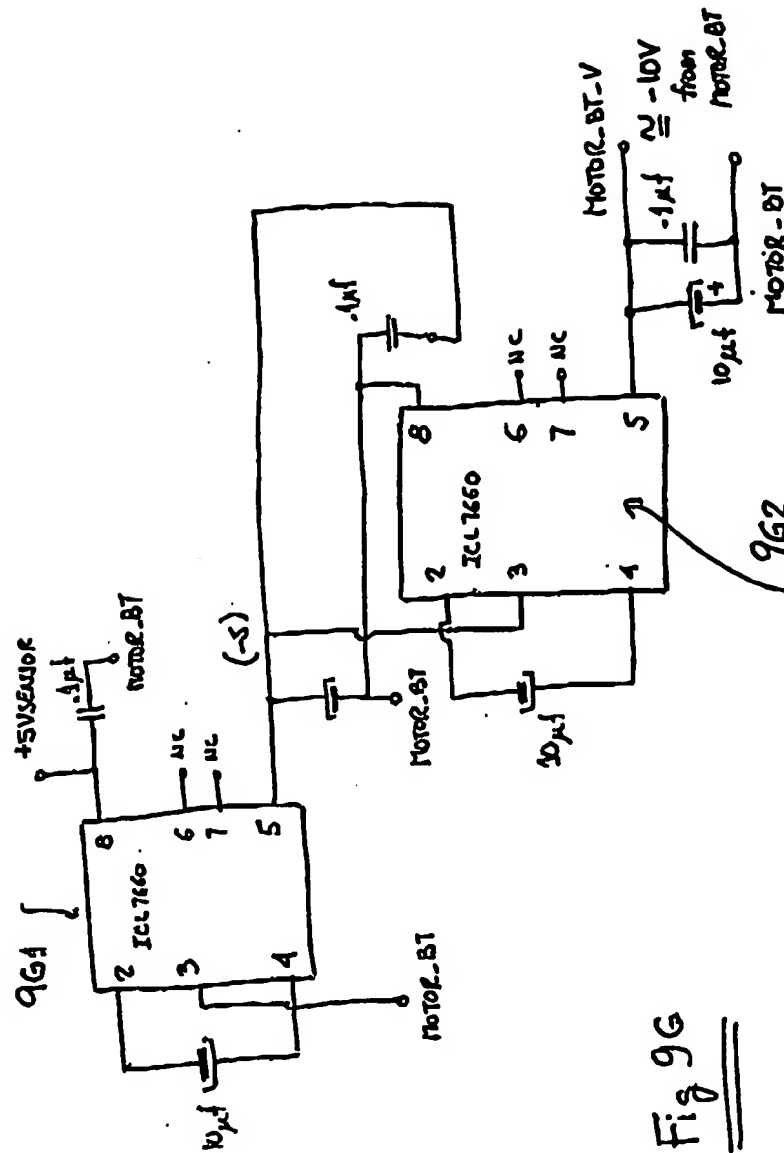 9G1
+5VSENSOR
.1µf
MOTOR_BT
8
6 NC
7 NC
5
ICL7660
2
3
4
10µf
MOTOR_BT
(-5)
MOTOR_BT
.1µf
8
6 NC
7 NC
5
ICL7660
2
3
4
10µf
9G2
MOTOR_BT_V
≅ -10V
from
MOTOR_BT
.1µf
10µf
+
MOTOR_BT
Fig 9G